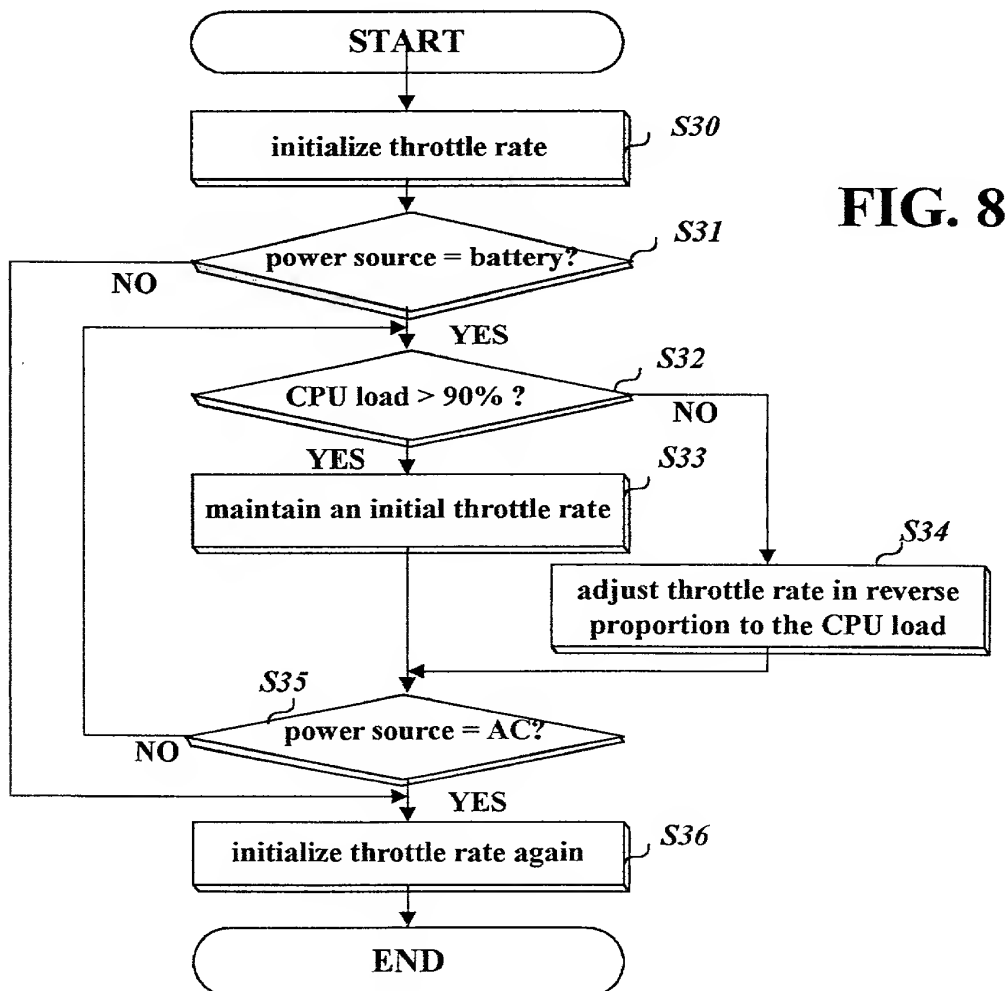 START
initialize throttle rate
S30
FIG. 8
power source = battery?
S31
NO
YES
CPU load > 90% ?
S32
NO
YES
S33
maintain an initial throttle rate
S34
adjust throttle rate in reverse
proportion to the CPU load
S35
power source = AC?
NO
YES
S36
initialize throttle rate again
END